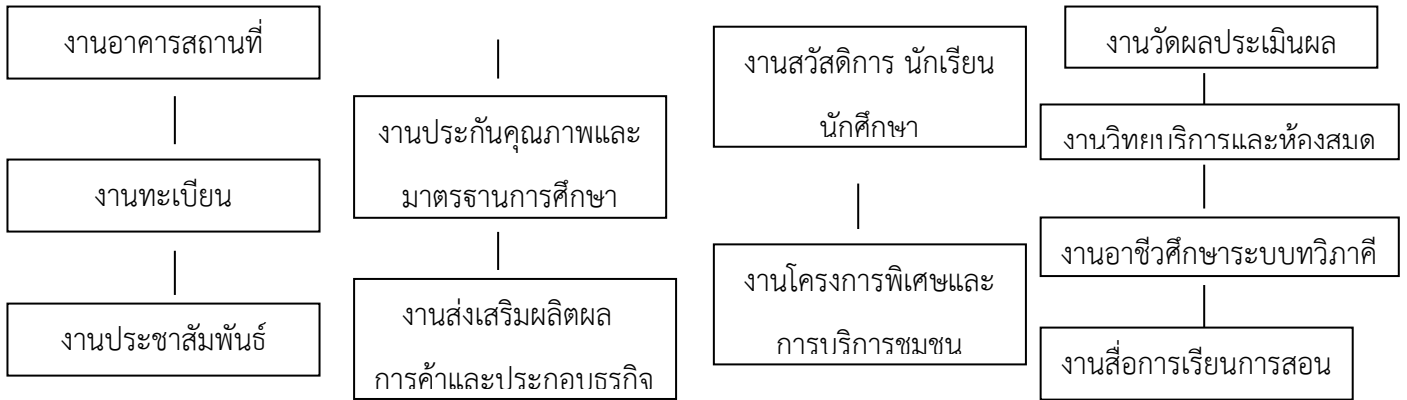 งานอาคารสถานที่
งานทะเบียน
งานประชาสัมพันธ์
งานประกันคุณภาพและ
มาตรฐานการศึกษา
งานส่งเสริมผลิตผล
การค้าและประกอบธุรกิจ
งานสวัสดิการ นักเรียน
นักศึกษา
งานโครงการพิเศษและ
การบริการชุมชน
งานวัดผลประเมินผล
งานวิทยบริการและห้องสมุด
งานอาชีวศึกษาระบบทวิภาคี
งานสื่อการเรียนการสอน